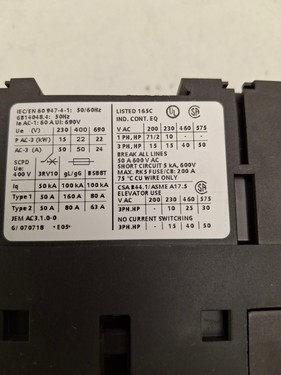 IEC/EN 60 947-4-1; 50/60Hz
GB14048.4; 50Hz
Ie AC-1: 60 A Ui: 690V
Ue (V) 230 400 690
P AC-3 (kW) 15 22 22
AC-3 (A) 50 50 24
SCPD
Ue: 400 V 3RV10 gL/gG BS88T
Iq 50 kA 100 kA 100 kA
Type 1 50 A 160 A 80 A
Type 2 50 A 80 A 63 A
JEM AC3.1.0-0
G/ 070718 *E05*
LISTED 165C
IND. CONT. EQ
UL SA
V AC 200 230 460 575
1 PH, HP 71/2 10 - -
3 PH, HP 15 15 40 50
BREAK ALL LINES
50 A 600 V AC
Short circuit 5 kA, 600V
Max. RK5 Fuse/CB: 200 A
75 °C CU WIRE ONLY
CSA B44.1/ASME A17.5
ELEVATOR USE SA
V AC 200 230 460 575
3PH.HP - 10 25 30
NO CURRENT SWITCHING
3PH.HP 15 15 40 50